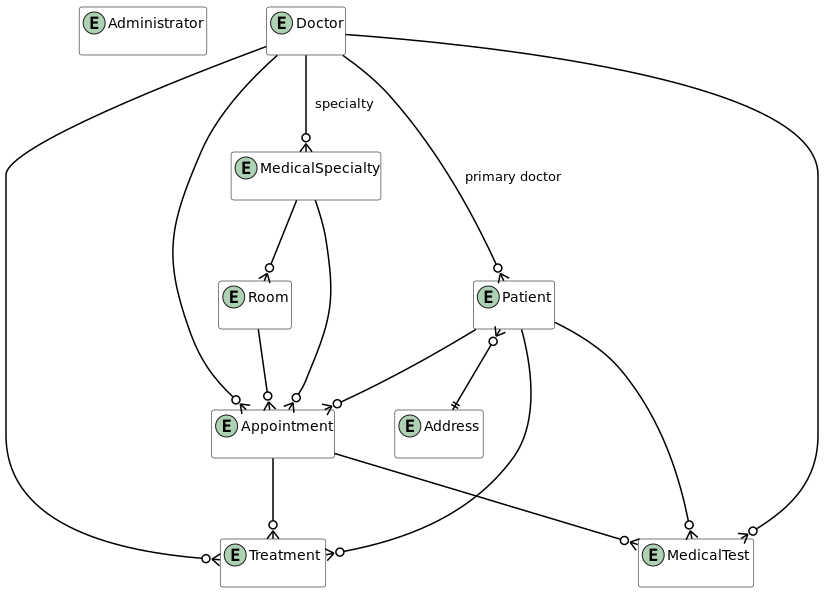 E Administrator
E Doctor
specialty
E MedicalSpecialty
primary doctor
E Room
E Patient
E Appointment
E Address
E Treatment
E MedicalTest